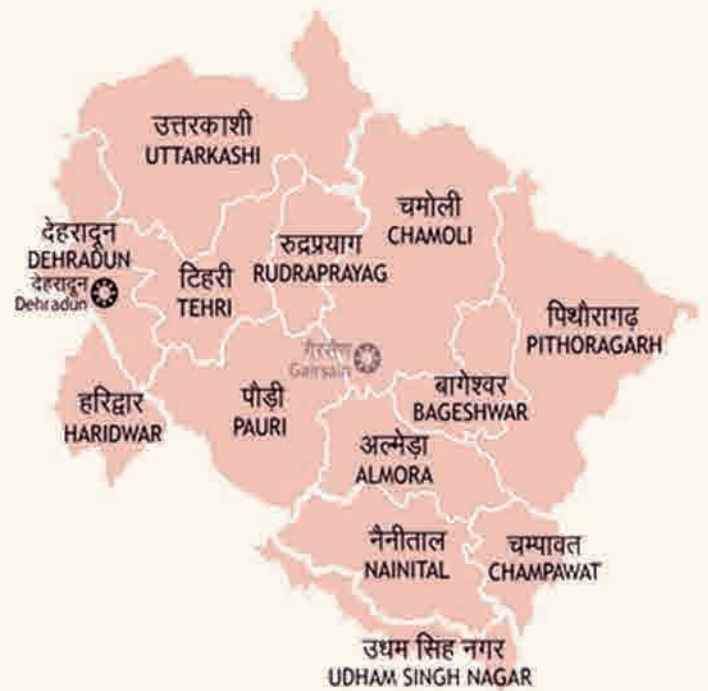 उत्तरकाशी
UTTARKASHI
चमोली
CHAMOLI
देहरादून
DEHRADUN
देहरादून
Dehradun
टिहरी
TEHRI
रुद्रप्रयाग
RUDRAPRAYAG
पिथौरागढ़
PITHORAGARH
गैरसैंण
Gairsain
हरिद्वार
HARIDWAR
पौड़ी
PAURI
बागेश्वर
BAGESHWAR
अल्मोड़ा
ALMORA
नैनीताल
NAINITAL
चम्पावत
CHAMPAWAT
उधम सिंह नगर
UDHAM SINGH NAGAR